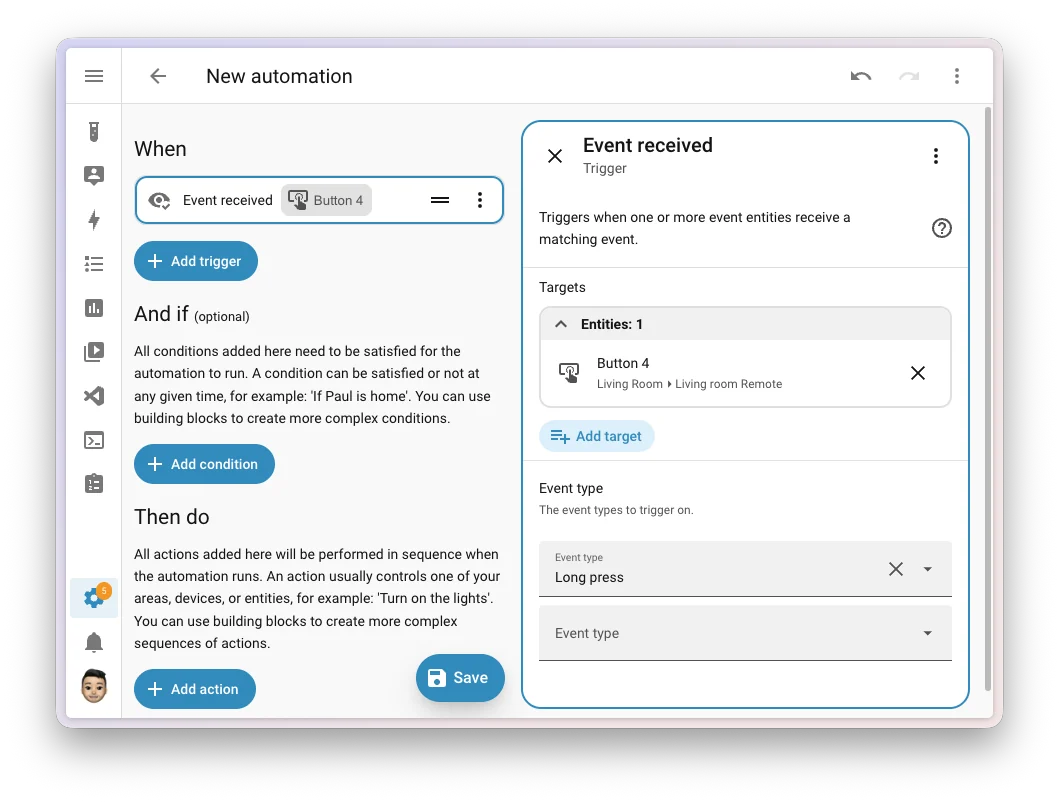 New automation
When
Event received Button 4
Add trigger
And if (optional)
All conditions added here need to be satisfied for the
automation to run. A condition can be satisfied or not at
any given time, for example: 'If Paul is home'. You can use
building blocks to create more complex conditions.
Add condition
Then do
All actions added here will be performed in sequence when
the automation runs. An action usually controls one of your
areas, devices, or entities, for example: 'Turn on the lights'.
You can use building blocks to create more complex
sequences of actions.
Add action
Save
5
Event received
Trigger
Triggers when one or more event entities receive a
matching event.
Targets
Entities: 1
Button 4
Living Room Living room Remote
Add target
Event type
The event types to trigger on.
Event type
Long press
Event type